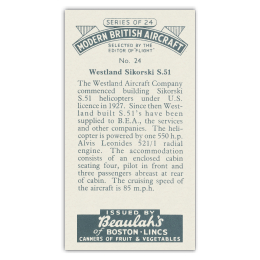 SERIES OF 24
MODERN BRITISH AIRCRAFT
SELECTED BY THE
EDITOR OF "FLIGHT"
No. 24
Westland Sikorski S.51
The Westland Aircraft Company
commenced building Sikorski
S.51 helicopters under U.S.
licence in 1927. Since then West-
land built S.51's have been
supplied to B.E.A., the services
and other companies. The heli-
copter is powered by one 550 h.p.
Alvis Leonides 521/1 radial
engine. The accommodation
consists of an enclosed cabin
seating four, pilot in front and
three passengers abreast at rear
of cabin. The cruising speed of
the aircraft is 85 m.p.h.
ISSUED BY
Beaulah's
of BOSTON · LINCS
CANNERS OF FRUIT & VEGETABLES